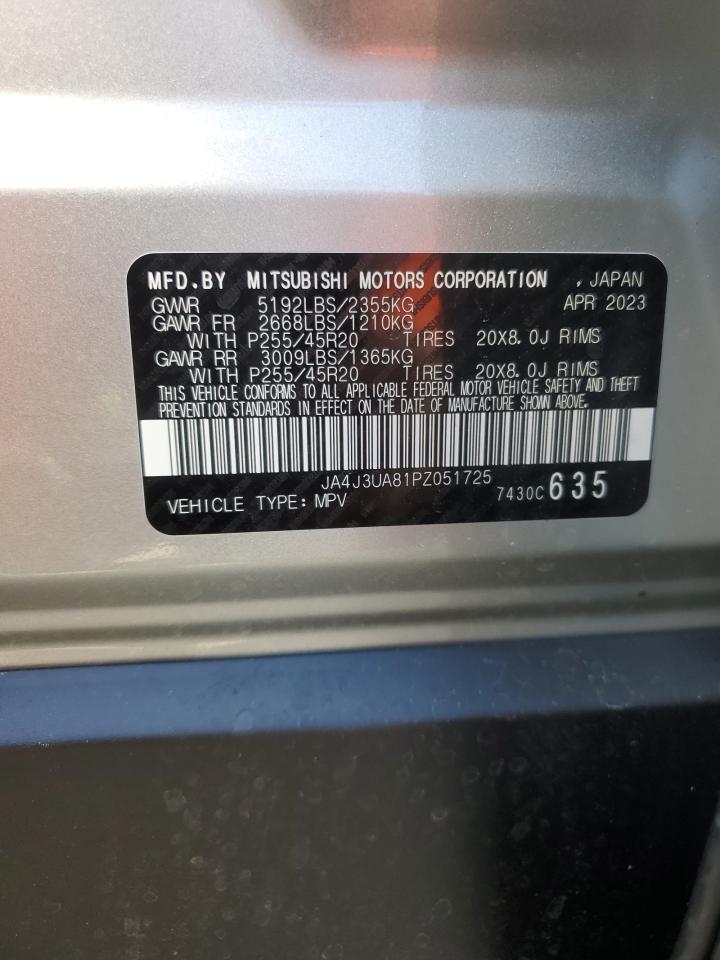 MFD.BY MITSUBISHI MOTORS CORPORATION , JAPAN
GVWR 5192LBS/2355KG APR 2023
GAWR FR 2668LBS/1210KG
WITH P255/45R20 TIRES 20X8.0J RIMS
GAWR RR 3009LBS/1365KG
WITH P255/45R20 TIRES 20X8.0J RIMS
THIS VEHICLE CONFORMS TO ALL APPLICABLE FEDERAL MOTOR VEHICLE SAFETY AND THEFT
PREVENTION STANDARDS IN EFFECT ON THE DATE OF MANUFACTURE SHOWN ABOVE.
JA4J3UA81PZ051725
VEHICLE TYPE: MPV 7430C 635